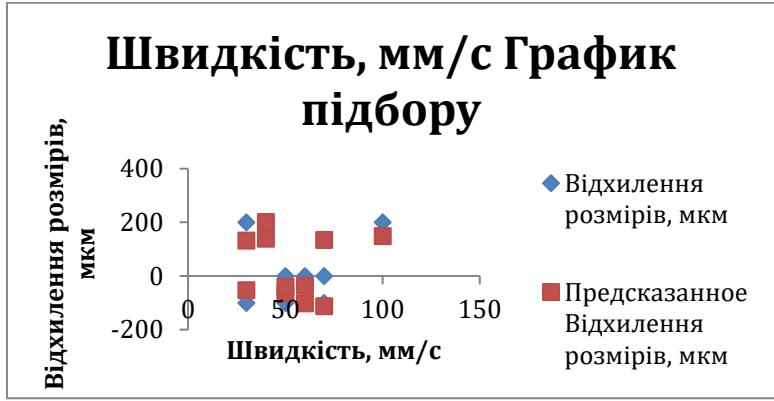 Швидкість, мм/с График
підбору
Відхилення розмірів,
мкм
400
200
0
-200
0
50
100
150
Швидкість, мм/с
Відхилення
розмірів, мкм
Предсказанное
Відхилення
розмірів, мкм